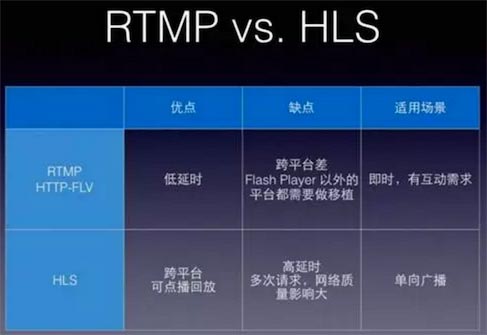 RTMP vs. HLS
优点
缺点
适用场景
RTMP
HTTP-FLV
低延时
跨平台差
Flash Player 以外的
平台都需要做移植
即时，有互动需求
HLS
跨平台
可点播回放
高延时
多次请求，网络质
量影响大
单向广播